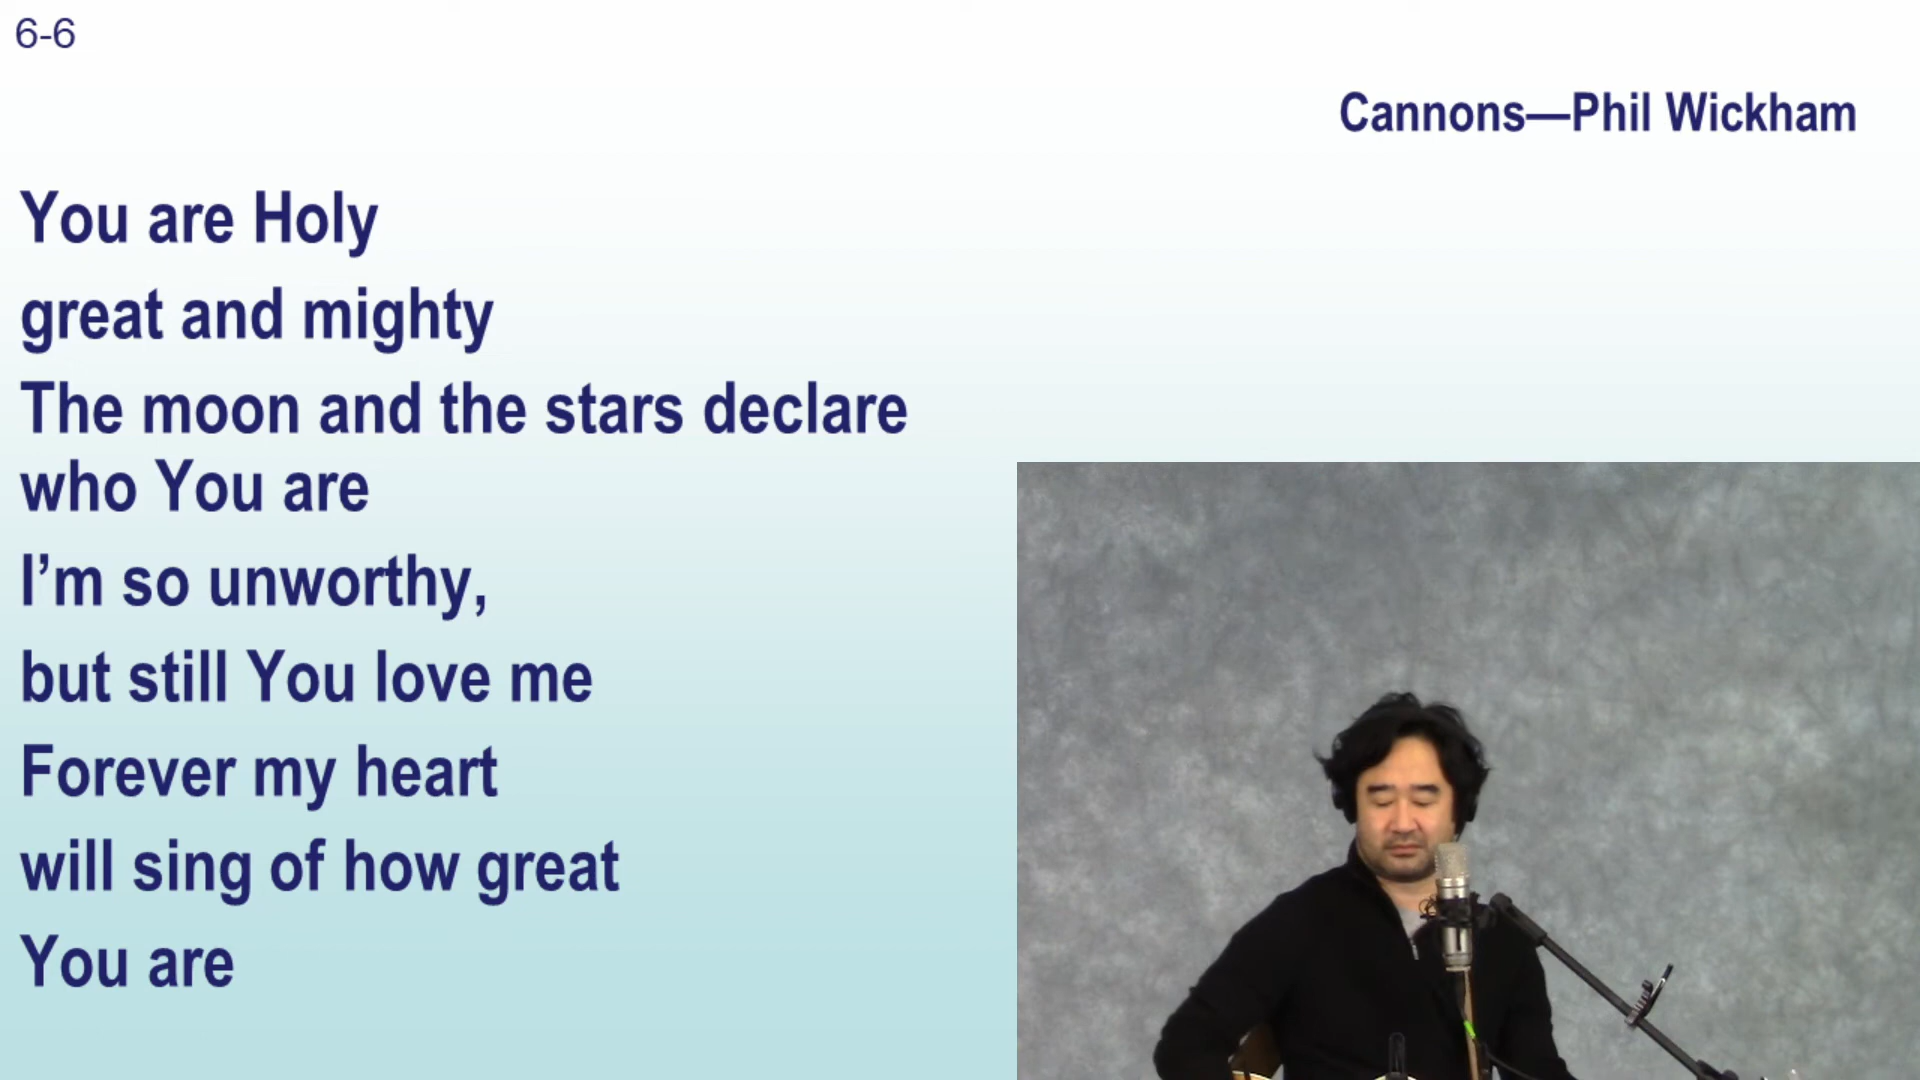 6-6
Cannons—Phil Wickham
You are Holy
great and mighty
The moon and the stars declare
who You are
I’m so unworthy,
but still You love me
Forever my heart
will sing of how great
You are